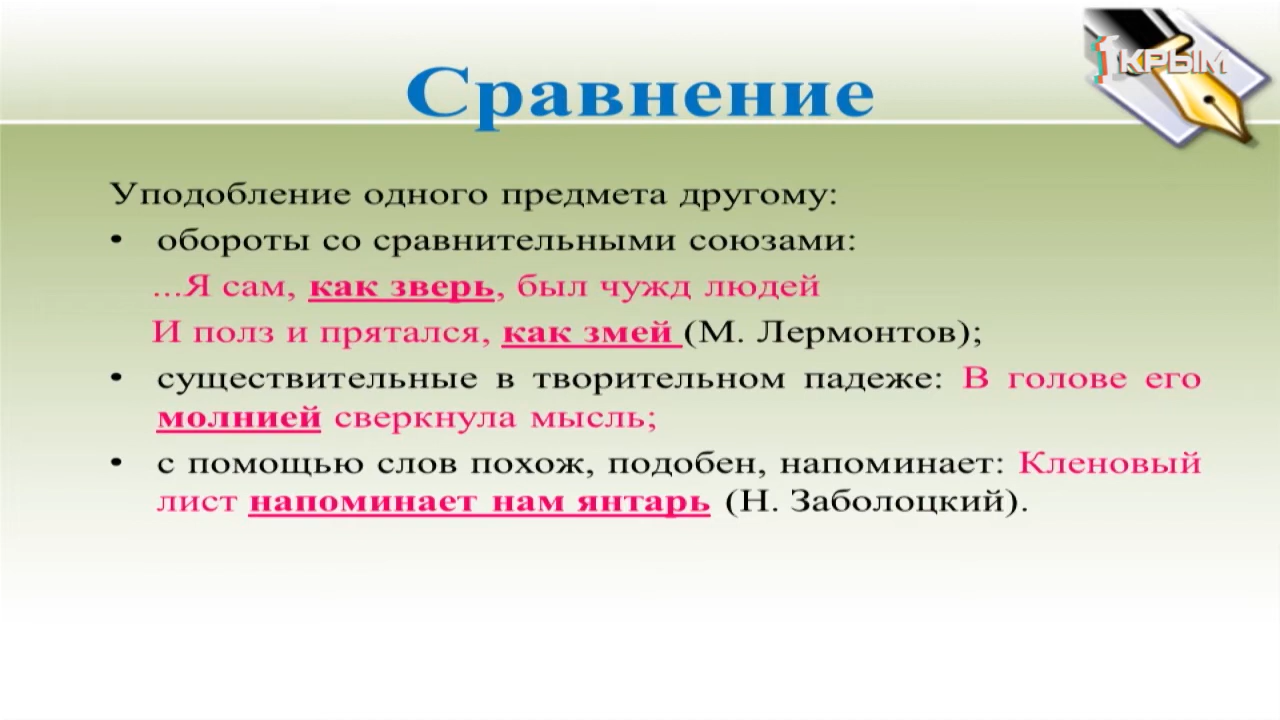 1КРЫМ
Сравнение
Уподобление одного предмета другому:
• обороты со сравнительными союзами:
...Я сам, как зверь, был чужд людей
И полз и прятался, как змей (М. Лермонтов);
• существительные в творительном падеже: В голове его
молнией сверкнула мысль;
• с помощью слов похож, подобен, напоминает: Кленовый
лист напоминает нам янтарь (Н. Заболоцкий).